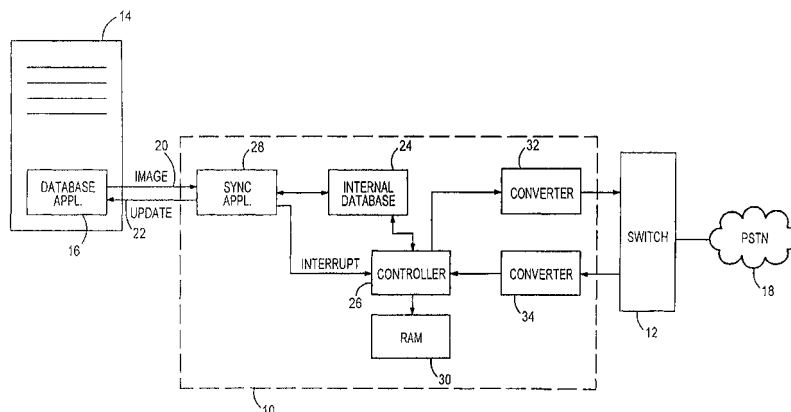 14
20
28
24
32
IMAGE
DATABASE
APPL.
SYNC
APPL.
INTERNAL
DATABASE
CONVERTER
UPDATE
16
22
SWITCH
PSTN
18
INTERRUPT
CONTROLLER
CONVERTER
26
34
12
RAM
30
10